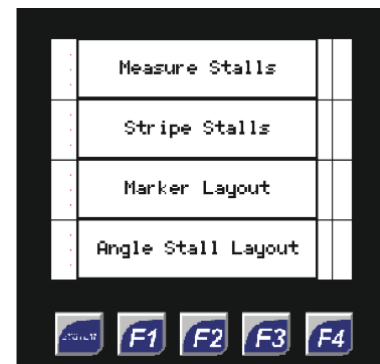 Measure Stalls
Stripe Stalls
Marker Layout
Angle Stall Layout
F1 F2 F3 F4